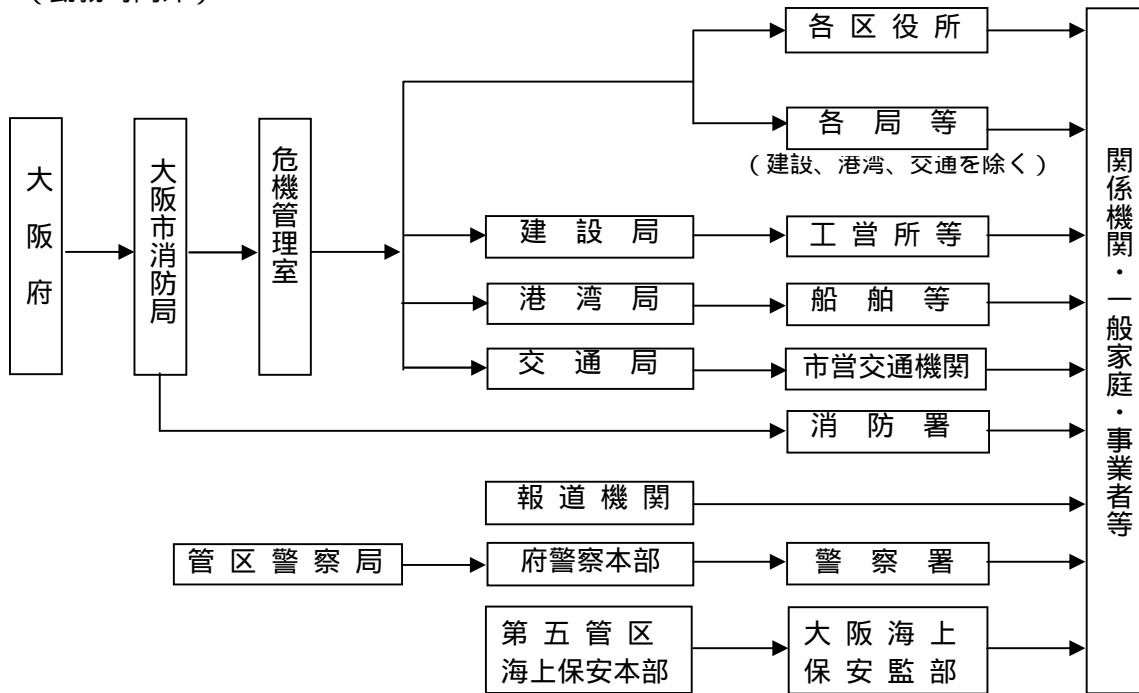 各区役所
各局等
（建設、港湾、交通を除く）
大阪府
大阪市消防局
危機管理室
建設局
工営所等
港湾局
船舶等
交通局
市営交通機関
消防署
報道機関
管区警察局
府警察本部
警察署
第五管区
海上保安本部
大阪海上
保安監部
関係機関・一般家庭・事業者等